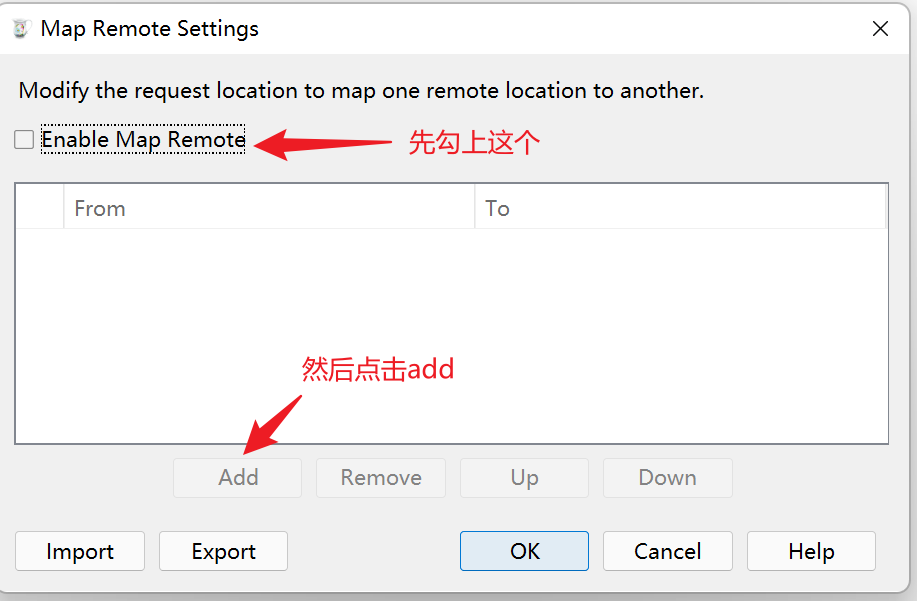 Map Remote Settings
Modify the request location to map one remote location to another.
Enable Map Remote
先勾上这个
From
To
然后点击add
Add
Remove
Up
Down
Import
Export
OK
Cancel
Help